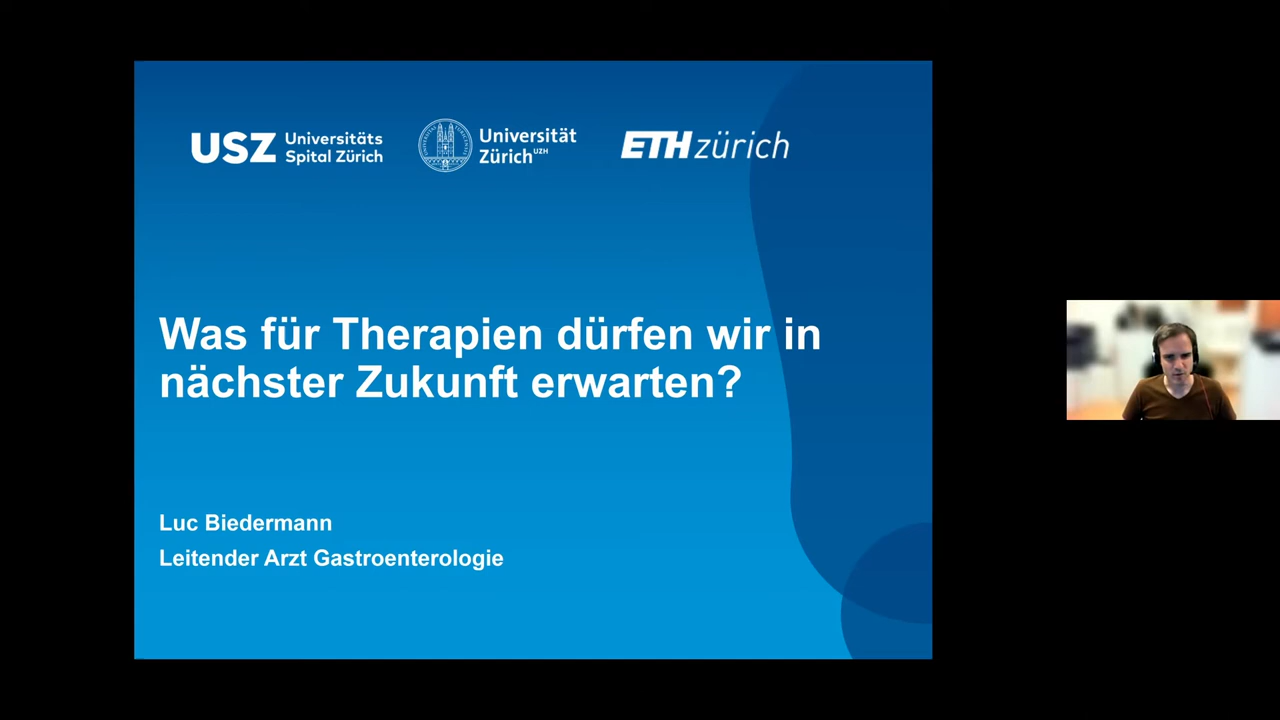 USZ Universitäts
Spital Zürich
Universität
Zürich UZH
ETH zürich
Was für Therapien dürfen wir in
nächster Zukunft erwarten?
Luc Biedermann
Leitender Arzt Gastroenterologie